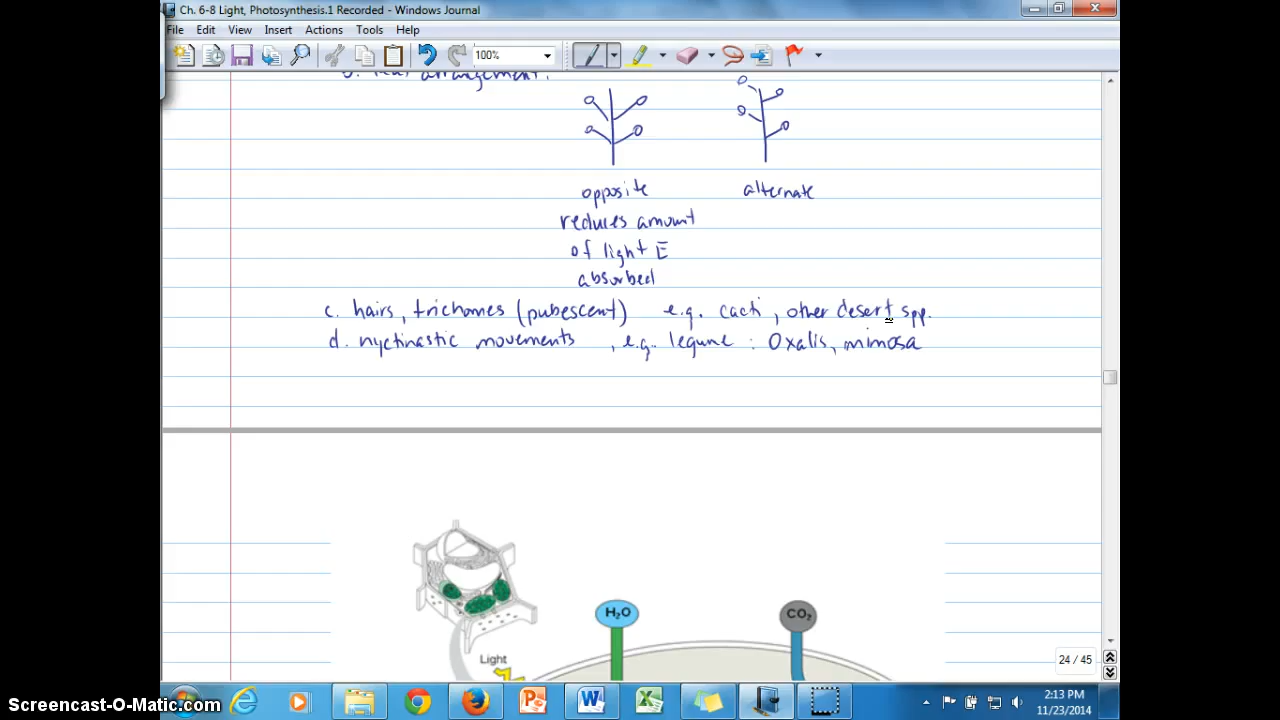 Ch. 6-8 Light, Photosynthesis.1 Recorded - Windows Journal
File Edit View Insert Actions Tools Help
100%
arrangement.
opposite alternate
reduces amount
of light E
absorbed
c. hairs, trichomes (pubescent) e.g. cacti, other desert spp.
d. nyctinastic movements, e.g. legume : Oxalis, mimosa
H₂O
CO₂
Light
24 / 45
2:13 PM
11/23/2014
Screencast-O-Matic.com